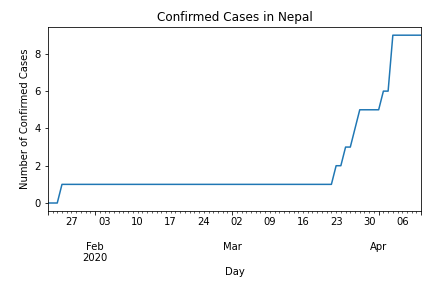 Confirmed Cases in Nepal
Number of Confirmed Cases
8
6
4
2
0
27 03 10 17 24 02 09 16 23 30 06
Feb Mar Apr
2020
Day